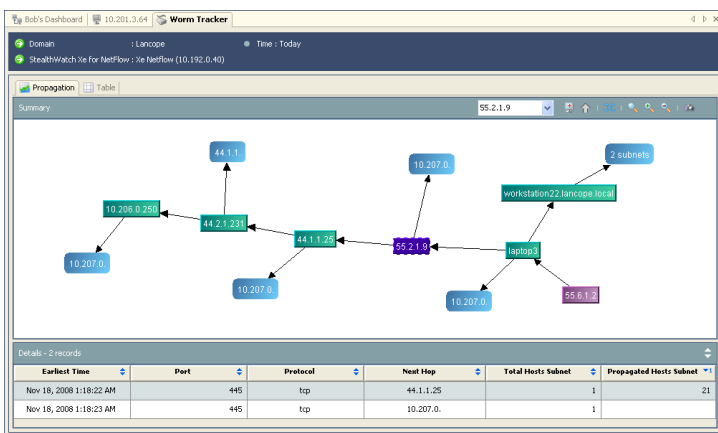 Bob's Dashboard 10.201.3.64 Worm Tracker
Domain : Lancope Time : Today
StealthWatch Xe for NetFlow : Xe Netflow (10.192.0.40)
Propagation Table
Summary 55.2.1.9
44.1.1
2 subnets
10.207.0.
workstation22.lancope.local
10.206.0.250
44.2.1.231
44.1.1.25
55.2.1.9
laptop3
10.207.0.
10.207.0.
10.207.0.
55.6.1.2
Details - 2 records
Earliest Time Port Protocol Next Hop Total Hosts Subnet Propagated Hosts Subnet 1
Nov 18, 2008 1:18:22 AM 445 tcp 44.1.1.25 1 21
Nov 18, 2008 1:18:23 AM 445 tcp 10.207.0. 1